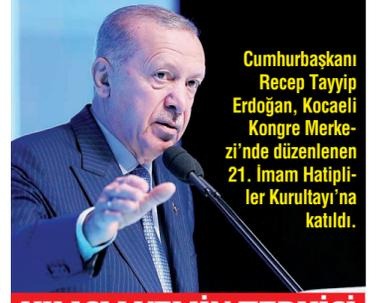 Cumhurbaşkanı
Recep Tayyip
Erdoğan, Kocaeli
Kongre Merke-
zi’nde düzenlenen
21. İmam Hatipli-
ler Kurultayı’na
katıldı.